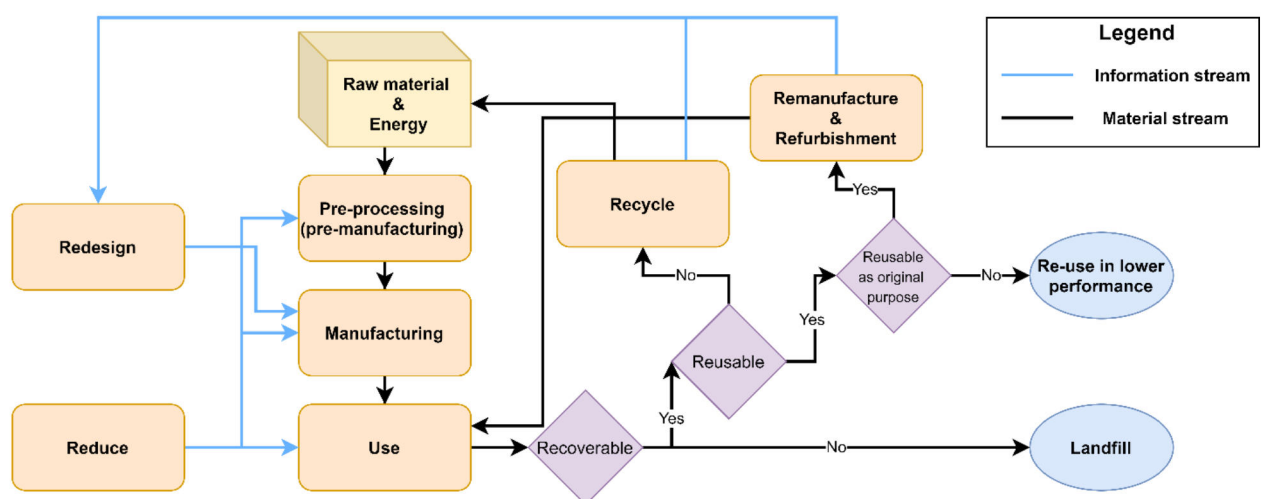 Legend
Information stream
Material stream
Raw material
&
Energy
Remanufacture
&
Refurbishment
Yes
Pre-processing
(pre-manufacturing)
Recycle
Redesign
Reusable
as original
purpose
No
Re-use in lower
performance
No
Manufacturing
Yes
Reusable
Yes
Reduce
Use
Recoverable
No
Landfill